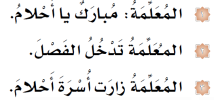 المُعَلِّمَةُ: مُبارَكٌ يا أَحْلامُ.
المُعَلِّمَةُ تَدْخُلُ الفَصْلَ.
المُعَلِّمَةُ زارَت أُسْرَةَ أَحْلامَ.